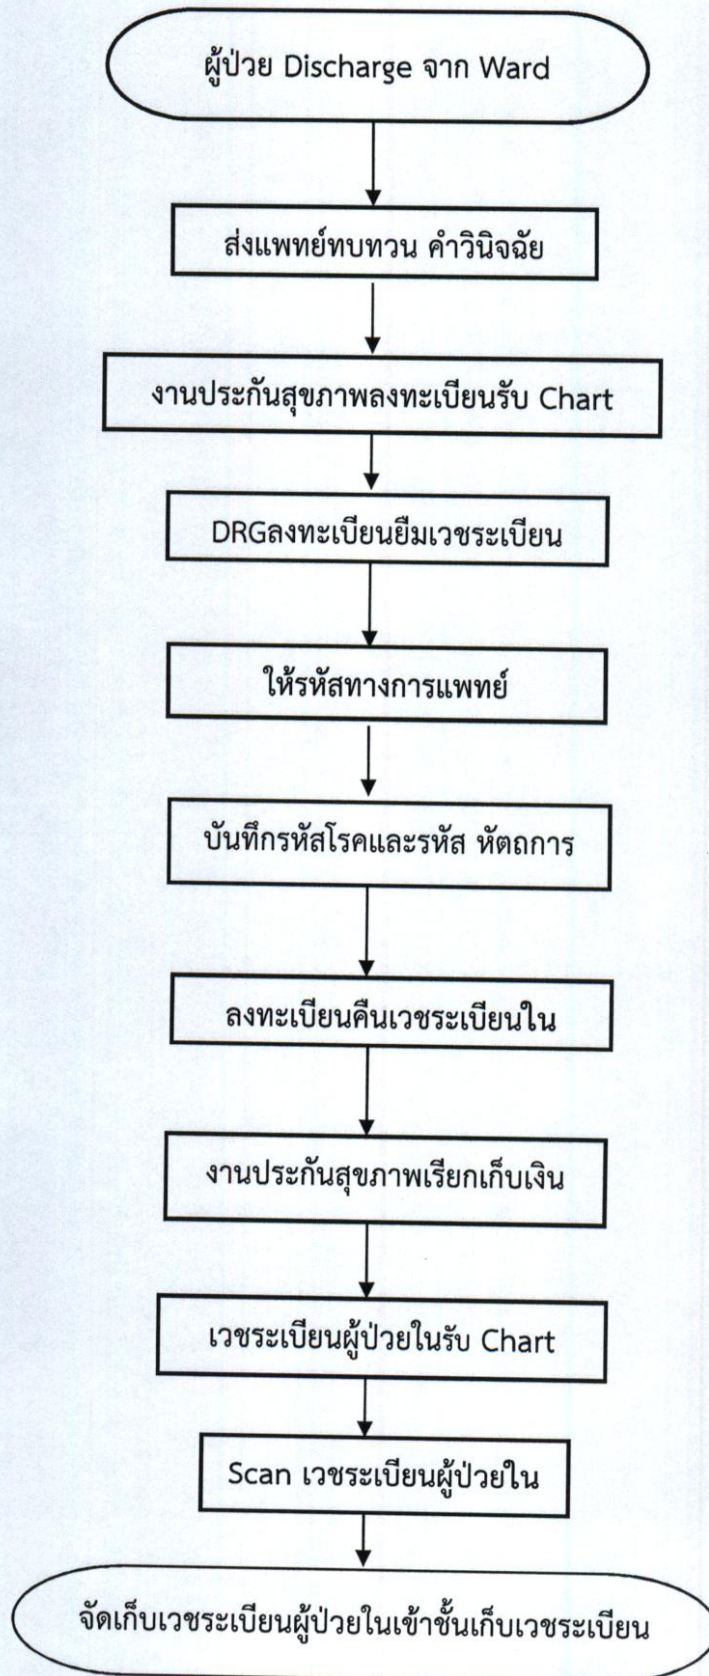 ผู้ป่วย Discharge จาก Ward
ส่งแพทย์ทบทวน คำวินิจฉัย
งานประกันสุขภาพลงทะเบียนรับ Chart
DRGลงทะเบียนยืมเวชระเบียน
ให้รหัสทางการแพทย์
บันทึกรหัสโรคและรหัส หัตถการ
ลงทะเบียนคืนเวชระเบียนใน
งานประกันสุขภาพเรียกเก็บเงิน
เวชระเบียนผู้ป่วยในรับ Chart
Scan เวชระเบียนผู้ป่วยใน
จัดเก็บเวชระเบียนผู้ป่วยในเข้าชั้นเก็บเวชระเบียน